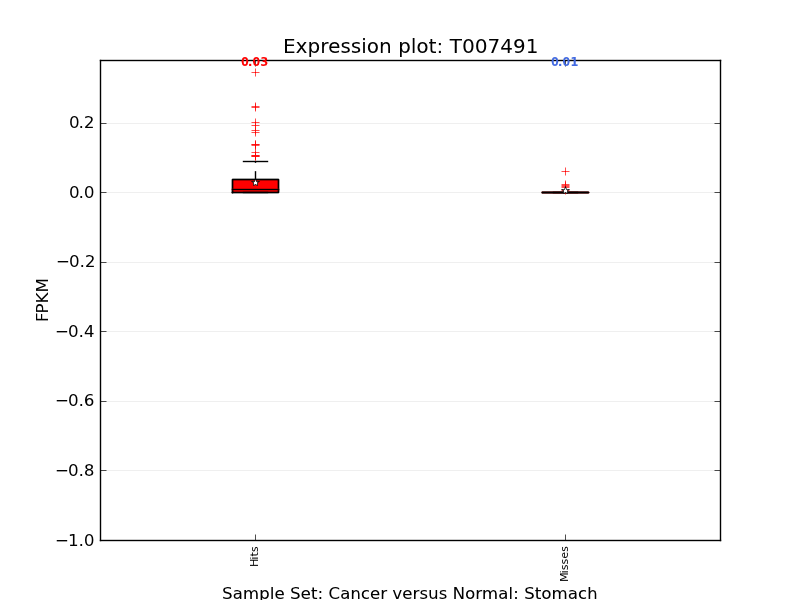 Expression plot: T007491
0.03
0.01
0.2
0.0
−0.2
−0.4
−0.6
−0.8
−1.0
FPKM
Hits
Misses
Sample Set: Cancer versus Normal: Stomach